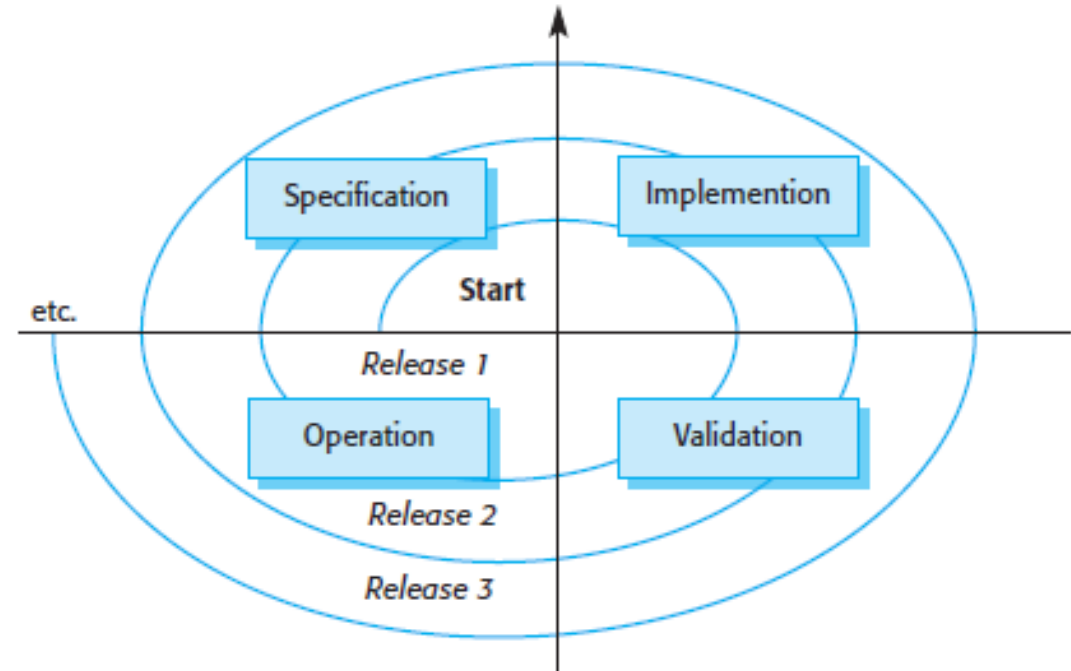 Specification
Implemention
Start
etc.
Release 1
Operation
Validation
Release 2
Release 3